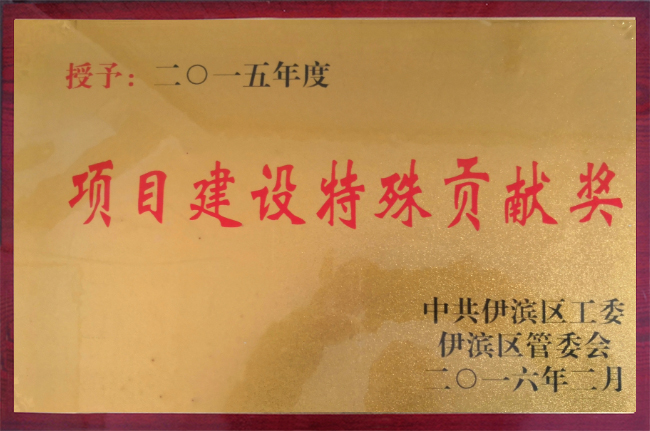 授予：二〇一五年度
项目建设特殊贡献奖
中共伊滨区工委
伊滨区管委会
二〇一六年二月